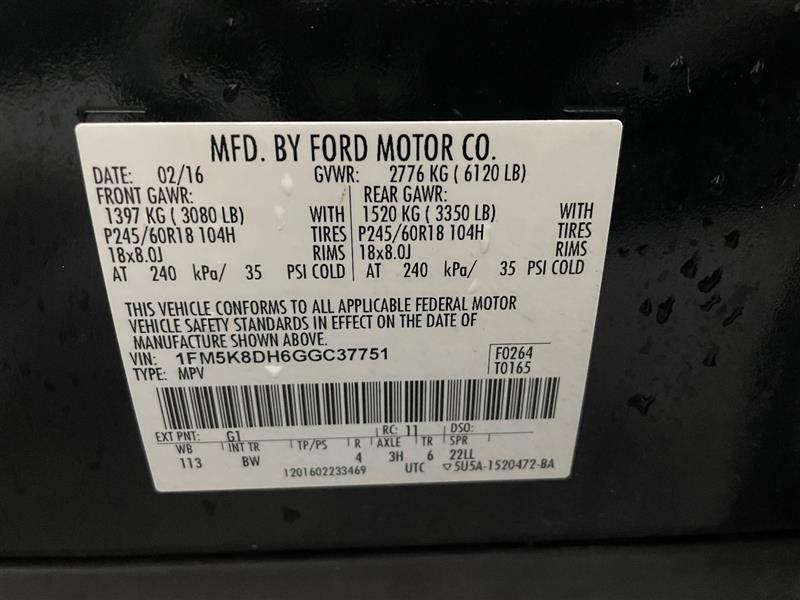 MFD. BY FORD MOTOR CO.
DATE: 02/16 GVWR: 2776 KG ( 6120 LB)
FRONT GAWR: REAR GAWR:
1397 KG ( 3080 LB) WITH 1520 KG ( 3350 LB) WITH
P245/60R18 104H TIRES P245/60R18 104H TIRES
18x8.0J RIMS 18x8.0J RIMS
AT 240 kPa/ 35 PSI COLD AT 240 kPa/ 35 PSI COLD
THIS VEHICLE CONFORMS TO ALL APPLICABLE FEDERAL MOTOR
VEHICLE SAFETY STANDARDS IN EFFECT ON THE DATE OF
MANUFACTURE SHOWN ABOVE.
VIN: 1FM5K8DH6GGC37751 F0264
TYPE: MPV T0165
EXT PNT: G1 RC: 11 DSO:
WB INT TR TP/PS R AXLE TR SPR
113 BW 4 3H 6 22LL
1201602233469 UTC ▽5U5A-1520472-BA